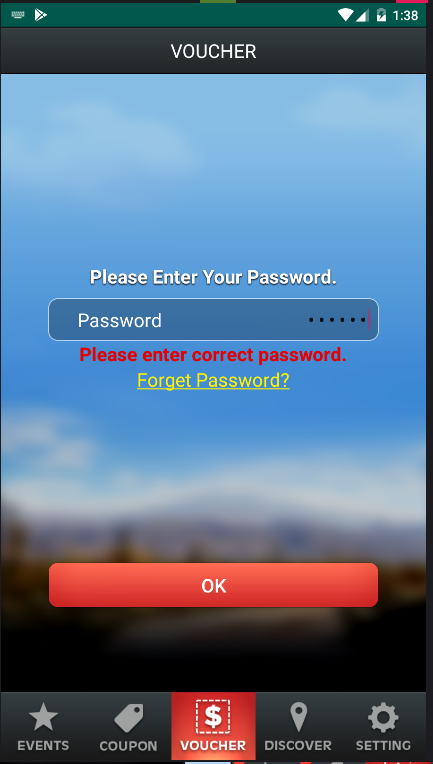 1:38
VOUCHER
Please Enter Your Password.
Password ••••••
Please enter correct password.
Forget Password?
OK
EVENTS COUPON VOUCHER DISCOVER SETTING